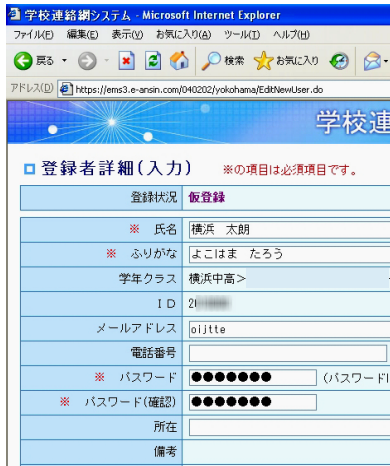 学校連絡網システム - Microsoft Internet Explorer
ファイル(F) 編集(E) 表示(V) お気に入り(A) ツール(T) ヘルプ(H)
戻る 検索 お気に入り
アドレス(D) https://ems3.e-ansin.com/040202/yokohama/EditNewUser.do
学校連
登録者詳細(入力) ※の項目は必須項目です。
登録状況 仮登録
※ 氏名 横浜 太朗
※ ふりがな よこはま たろう
学年クラス 横浜中高>
ID
メールアドレス oijtte
電話番号
※ パスワード ●●●●●●● (パスワード
※ パスワード(確認) ●●●●●●●
所在
備考